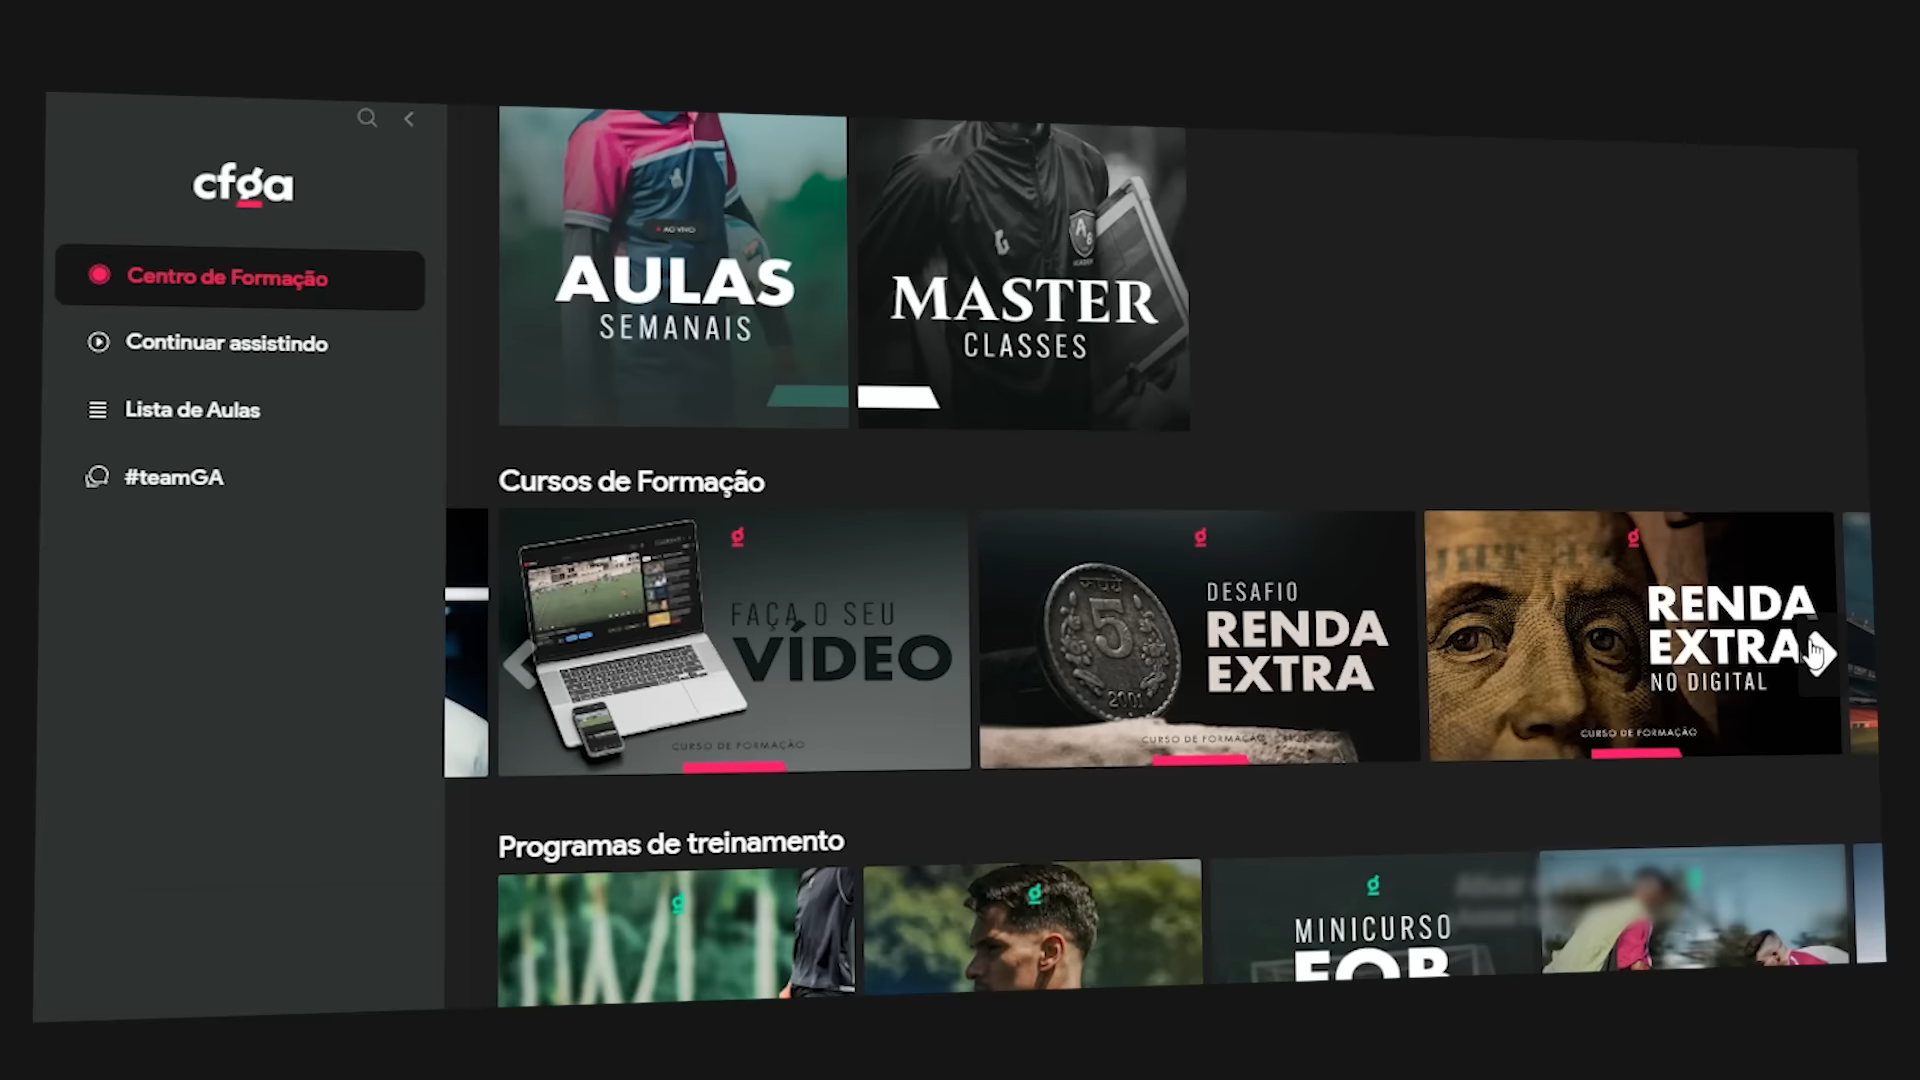 cfga
Centro de Formação
Continuar assistindo
Lista de Aulas
#teamGA
AO VIVO
AULAS
SEMANAIS
MASTER
CLASSES
Cursos de Formação
FAÇA O SEU
VÍDEO
CURSO DE FORMAÇÃO
5
2001
DESAFIO
RENDA
EXTRA
CURSO DE FORMAÇÃO
RENDA
EXTRA
NO DIGITAL
CURSO DE FORMAÇÃO
Programas de treinamento
MINICURSO